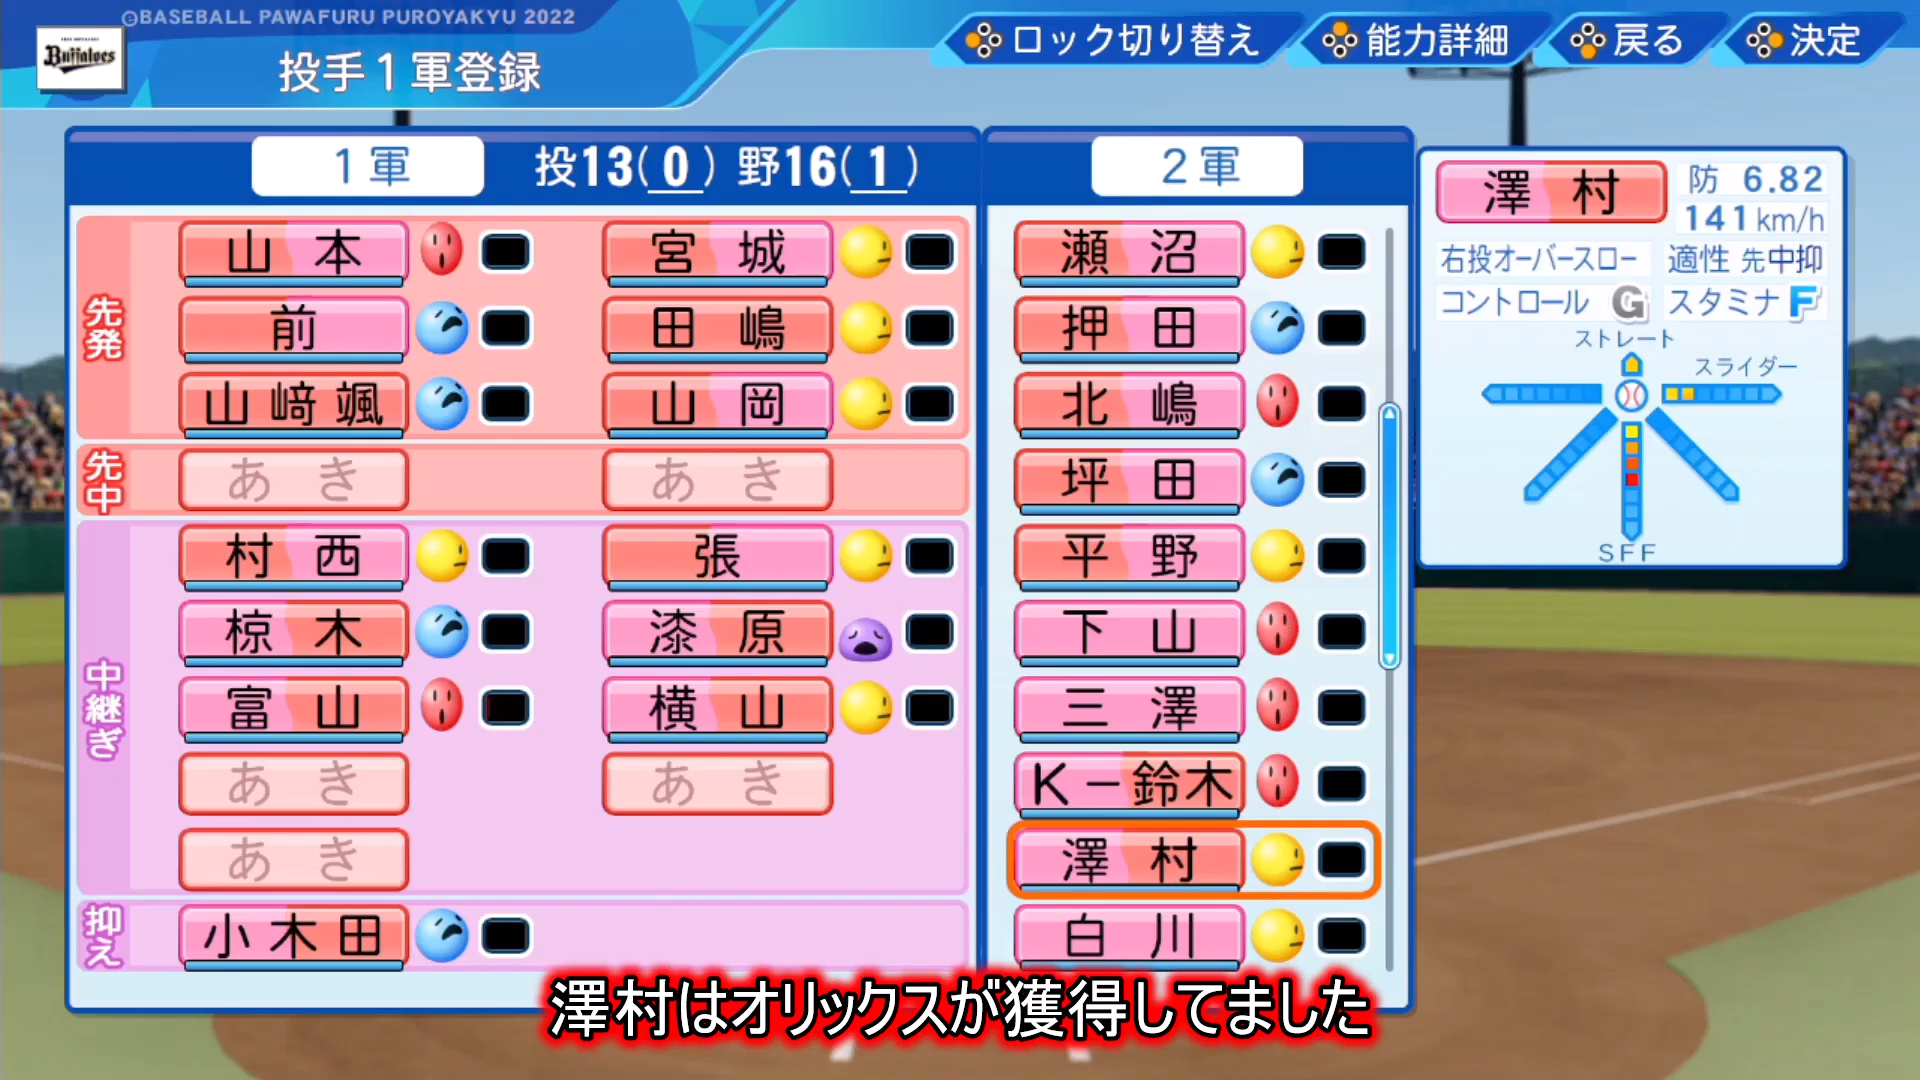 ©BASEBALL PAWAFURU PUROYAKYU 2022
Buffaloes
投手1軍登録
ロック切り替え 能力詳細 戻る 決定
1軍 投13(0) 野16(1)
2軍
先発
山本 宮城
前 田嶋
山﨑颯 山岡
先中
あき あき
中継ぎ
村西 張
椋木 漆原
富山 横山
あき あき
あき
抑え
小木田
瀬沼
押田
北嶋
坪田
平野
下山
三澤
K-鈴木
澤村
白川
澤村 防 6.82
141km/h
右投オーバースロー 適性 先中抑
コントロール G スタミナ F
ストレート
スライダー
SFF
澤村はオリックスが獲得してました